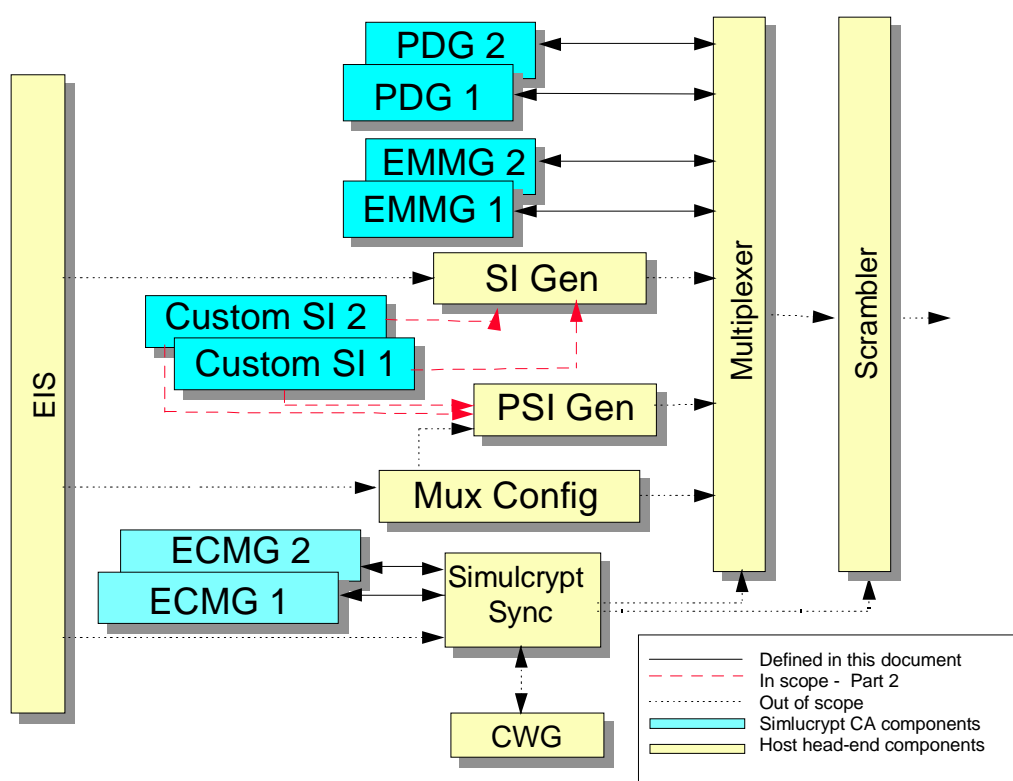 PDG 2
PDG 1
EMMG 2
EMMG 1
SI Gen
Custom SI 2
Custom SI 1
PSI Gen
Mux Config
ECMG 2
ECMG 1
Simulcrypt
Sync
CWG
EIS
Multiplexer
Scrambler
Defined in this document
In scope - Part 2
Out of scope
Simlucrypt CA components
Host head-end components